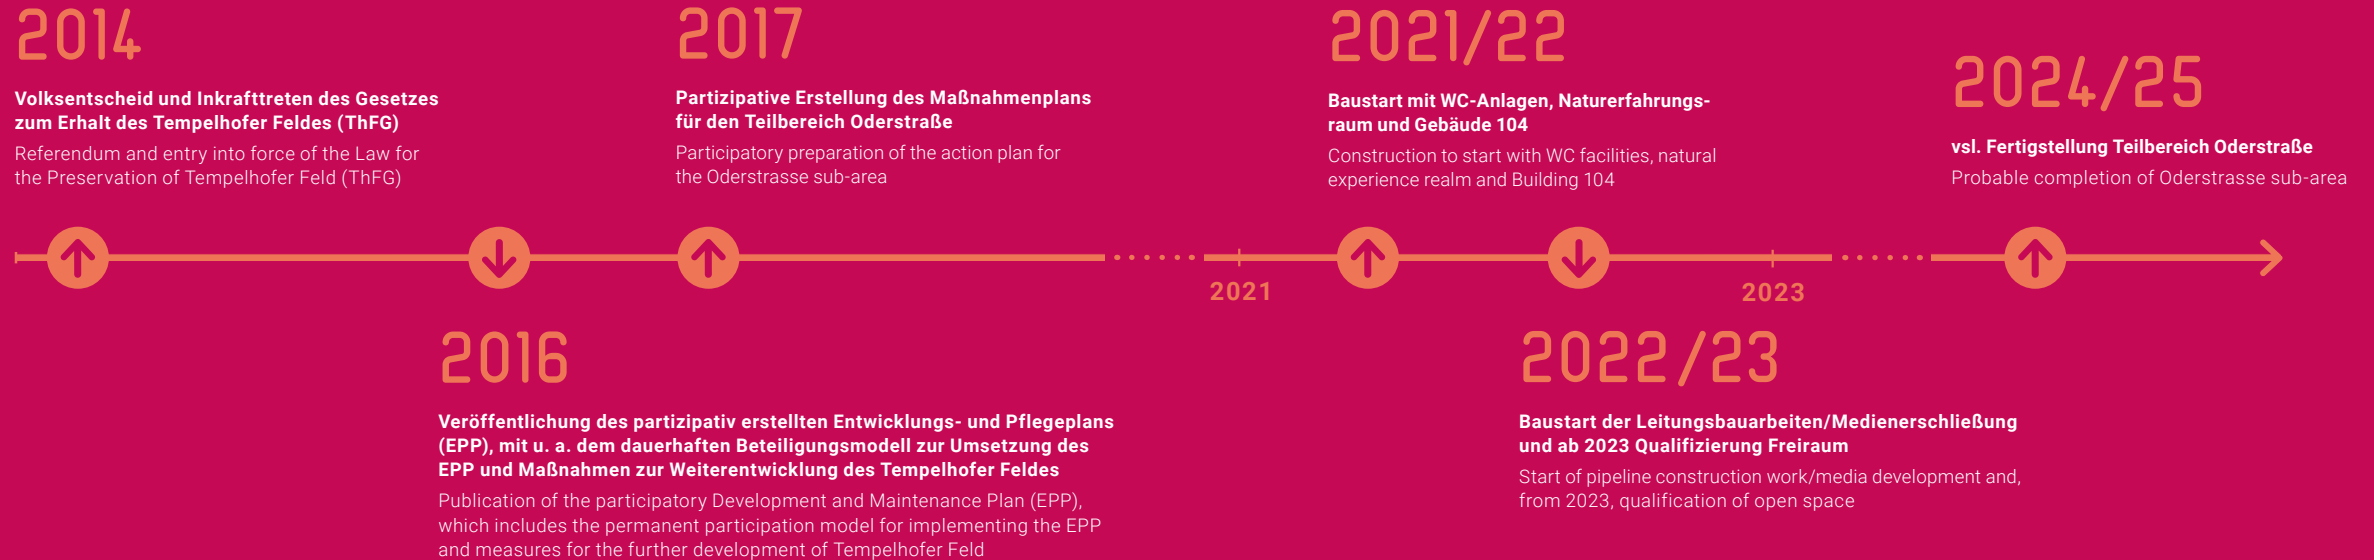 2014
Volksentscheid und Inkrafttreten des Gesetzes
zum Erhalt des Tempelhofer Feldes (ThFG)
Referendum and entry into force of the Law for
the Preservation of Tempelhofer Feld (ThFG)
2017
Partizipative Erstellung des Maßnahmenplans
für den Teilbereich Oderstraße
Participatory preparation of the action plan for
the Oderstrasse sub-area
2021/22
Baustart mit WC-Anlagen, Naturerfahrungs-
raum und Gebäude 104
Construction to start with WC facilities, natural
experience realm and Building 104
2024/25
vsl. Fertigstellung Teilbereich Oderstraße
Probable completion of Oderstrasse sub-area
2021
2023
2016
Veröffentlichung des partizipativ erstellten Entwicklungs- und Pflegeplans
(EPP), mit u. a. dem dauerhaften Beteiligungsmodell zur Umsetzung des
EPP und Maßnahmen zur Weiterentwicklung des Tempelhofer Feldes
Publication of the participatory Development and Maintenance Plan (EPP),
which includes the permanent participation model for implementing the EPP
and measures for the further development of Tempelhofer Feld
2022/23
Baustart der Leitungsbauarbeiten/Medienerschließung
und ab 2023 Qualifizierung Freiraum
Start of pipeline construction work/media development and,
from 2023, qualification of open space